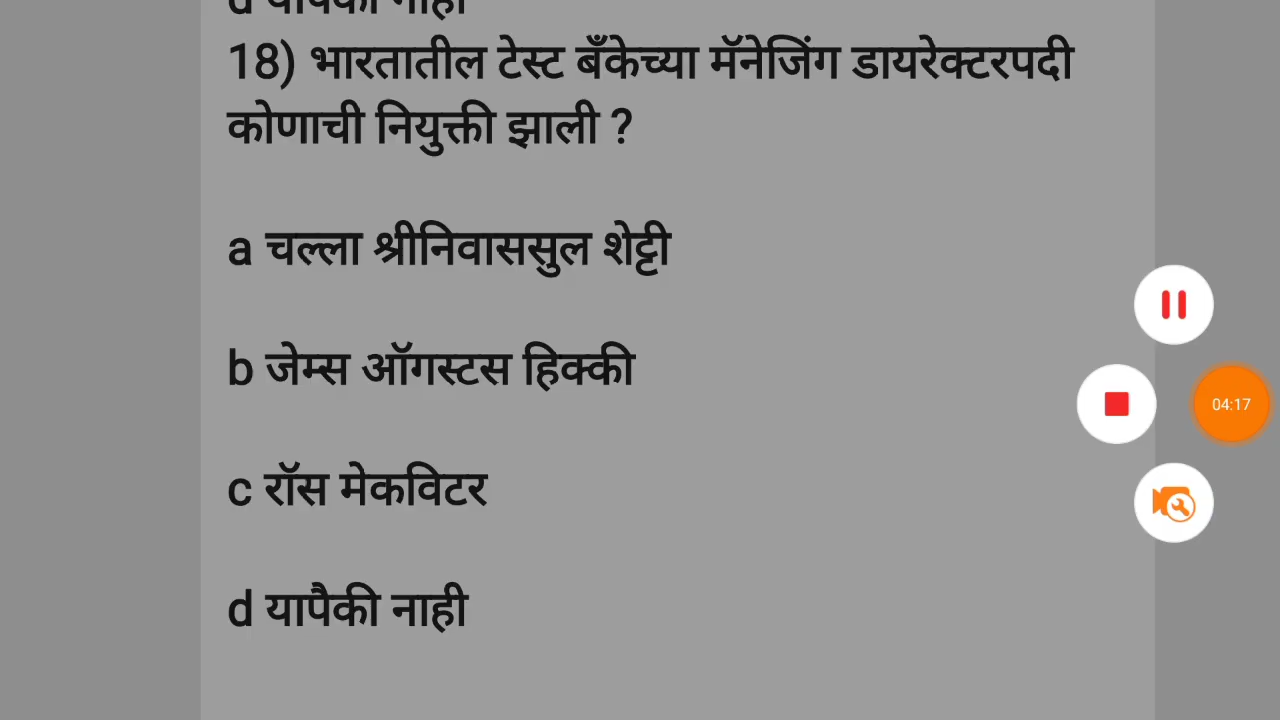 d यापैकी नाही
18) भारतातील टेस्ट बँकेच्या मॅनेजिंग डायरेक्टरपदी
कोणाची नियुक्ती झाली ?
a चल्ला श्रीनिवाससुल शेट्टी
b जेम्स ऑगस्टस हिक्की
c रॉस मेकविटर
04:17
d यापैकी नाही